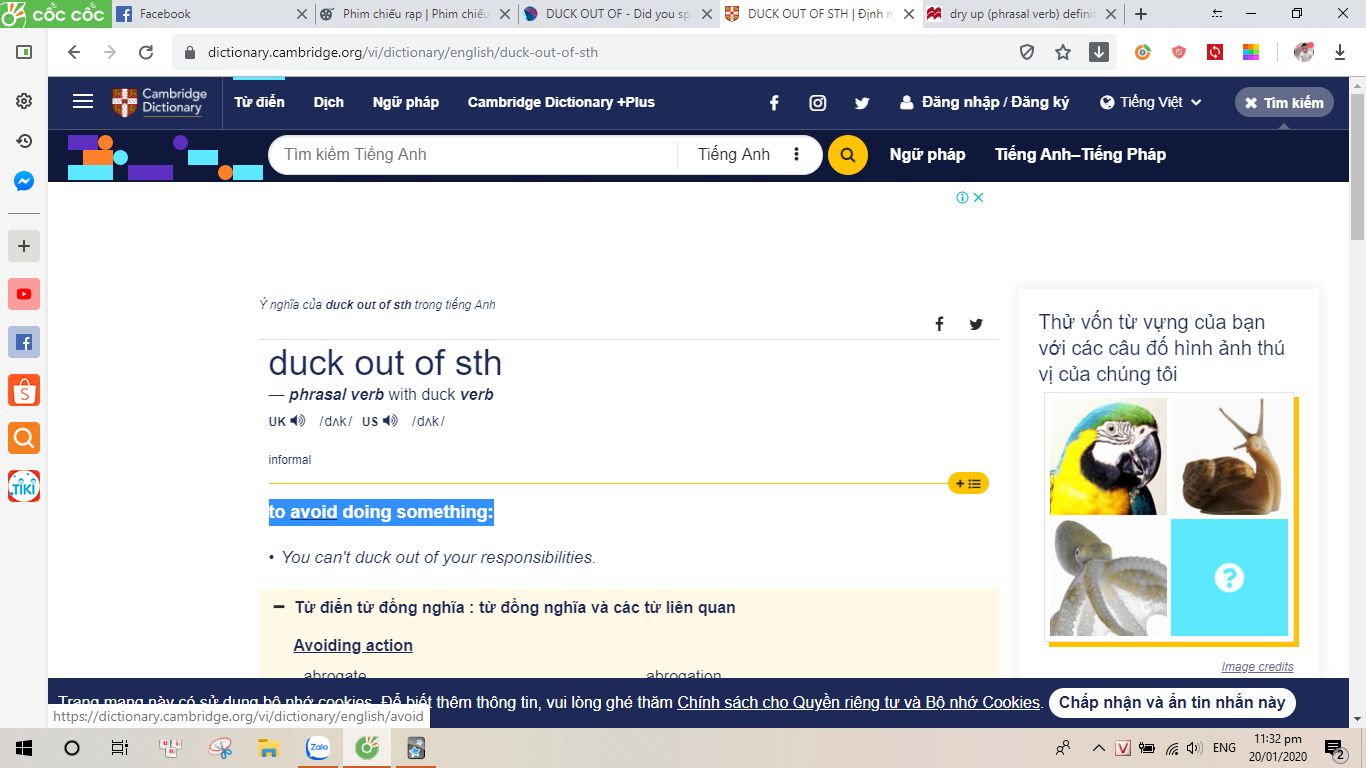 cốc cốc
Facebook
Phim chiếu rạp | Phim chiếu
DUCK OUT OF - Did you sp
DUCK OUT OF STH | Định n
dry up (phrasal verb) definit
dictionary.cambridge.org/vi/dictionary/english/duck-out-of-sth
Cambridge
Dictionary
Từ điển
Dịch
Ngữ pháp
Cambridge Dictionary +Plus
Đăng nhập / Đăng ký
Tiếng Việt
Tìm kiếm
Tìm kiếm Tiếng Anh
Tiếng Anh
Ngữ pháp
Tiếng Anh–Tiếng Pháp
Ý nghĩa của duck out of sth trong tiếng Anh
duck out of sth
— phrasal verb with duck verb
UK /dʌk/ US /dʌk/
informal
to avoid doing something:
• You can't duck out of your responsibilities.
Từ điển từ đồng nghĩa : từ đồng nghĩa và các từ liên quan
Avoiding action
abrogate
abrogation
Thử vốn từ vựng của bạn
với các câu đố hình ảnh thú
vị của chúng tôi
?
Image credits
Trang mạng này có sử dụng bộ nhớ cookies. Để biết thêm thông tin, vui lòng ghé thăm Chính sách cho Quyền riêng tư và Bộ nhớ Cookies.
Chấp nhận và ẩn tin nhắn này
https://dictionary.cambridge.org/vi/dictionary/english/avoid
TIKI
Zalo
V
ENG
11:32 pm
20/01/2020
2